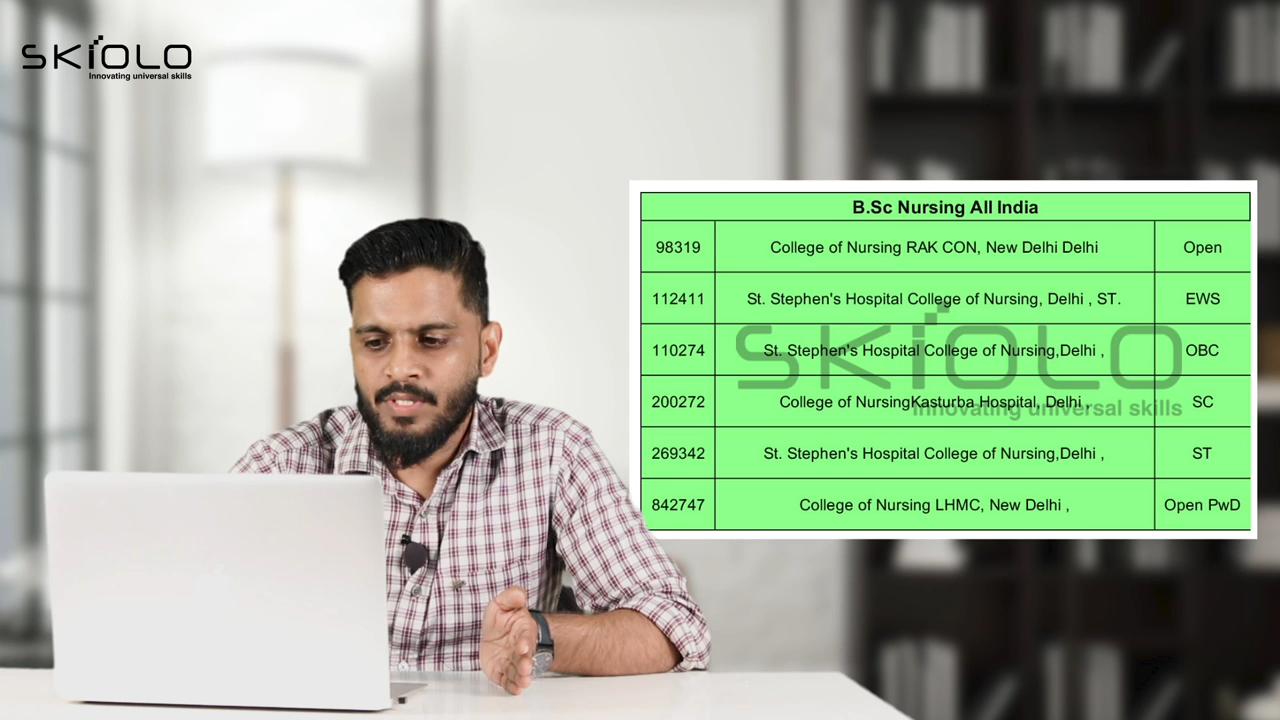 SKIOLO
Innovating universal skills
B.Sc Nursing All India
98319 College of Nursing RAK CON, New Delhi Delhi Open
112411 St. Stephen's Hospital College of Nursing, Delhi , ST. EWS
110274 St. Stephen's Hospital College of Nursing,Delhi , OBC
200272 College of NursingKasturba Hospital, Delhi , SC
269342 St. Stephen's Hospital College of Nursing,Delhi , ST
842747 College of Nursing LHMC, New Delhi , Open PwD
SKIOLO
Innovating universal skills